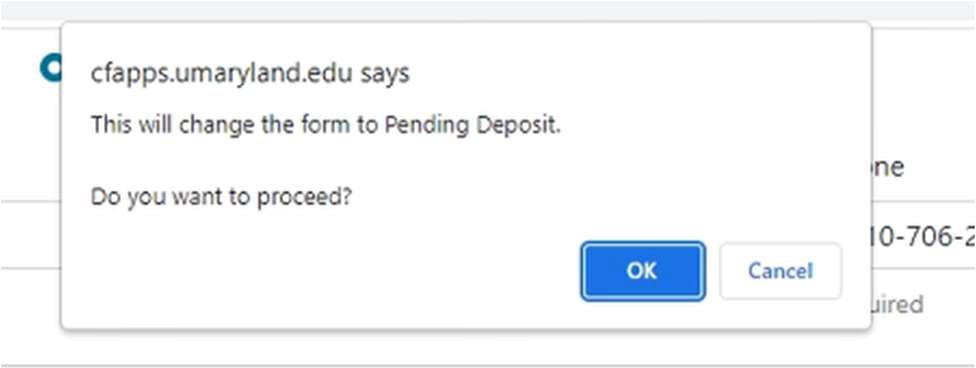 cfapps.umaryland.edu says
This will change the form to Pending Deposit.
Do you want to proceed?
OK
Cancel